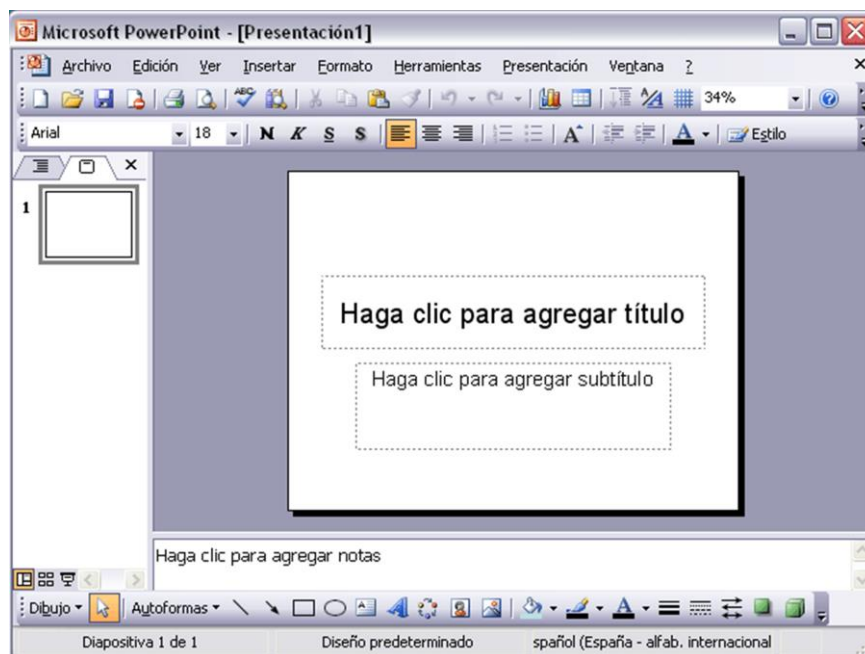 Microsoft PowerPoint - [Presentación1]
Archivo Edición Ver Insertar Formato Herramientas Presentación Ventana ?
ABC 34%
Arial 18 N K S S A A Estilo
1
Haga clic para agregar título
Haga clic para agregar subtítulo
Haga clic para agregar notas
Dibujo Autoformas A A
Diapositiva 1 de 1 Diseño predeterminado spañol (España - alfab. internacional